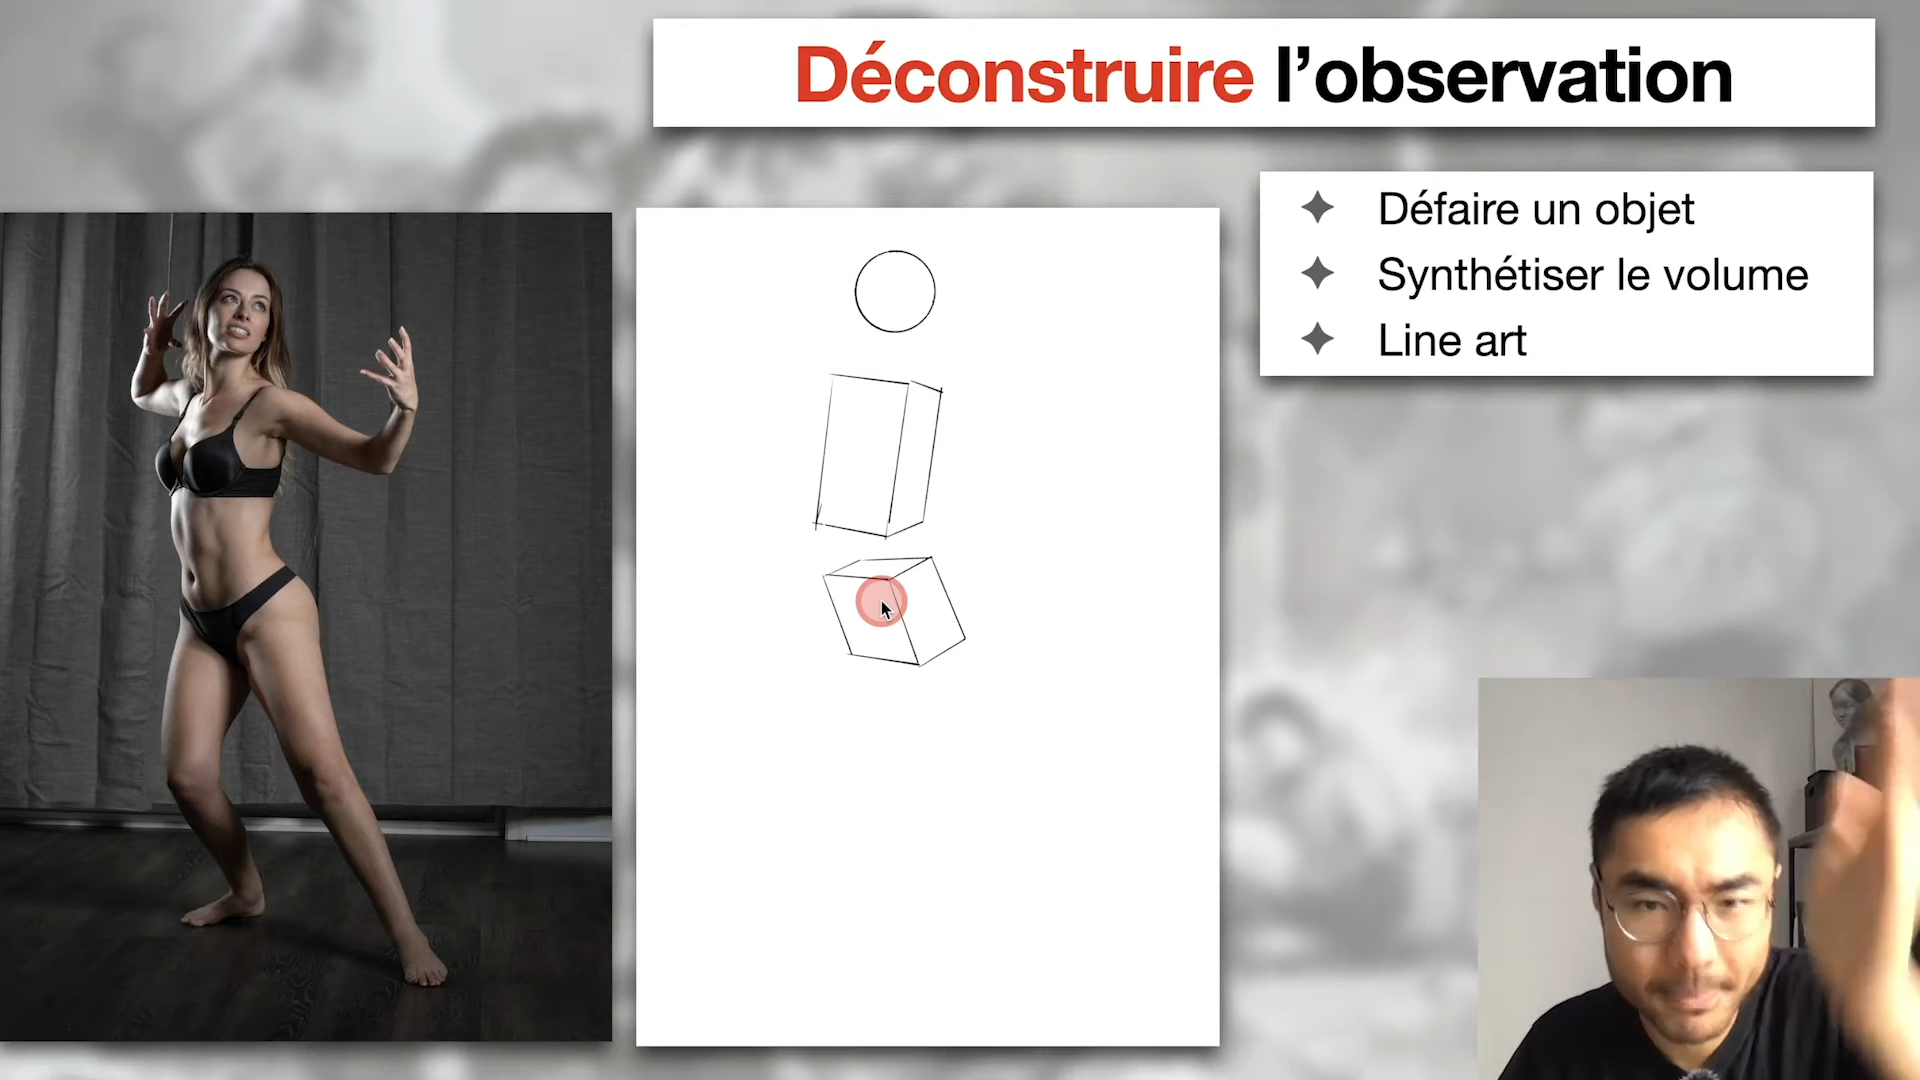 Déconstruire l’observation
Défaire un objet
Synthétiser le volume
Line art